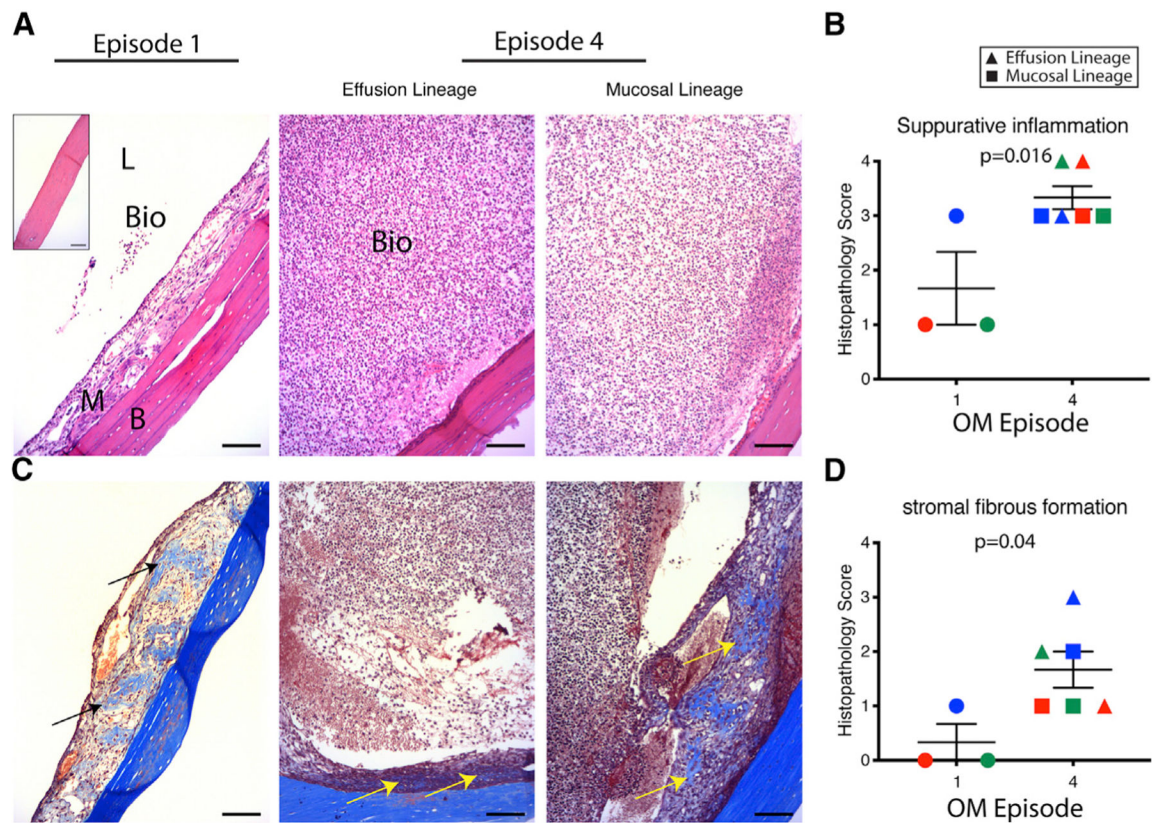 A
Episode 1
Episode 4
Effusion Lineage
Mucosal Lineage
L
Bio
M
B
Bio
B
Effusion Lineage
Mucosal Lineage
Suppurative inflammation
p=0.016
Histopathology Score
4
3
2
1
0
1
4
OM Episode
C
D
stromal fibrous formation
p=0.04
Histopathology Score
4
3
2
1
0
1
4
OM Episode